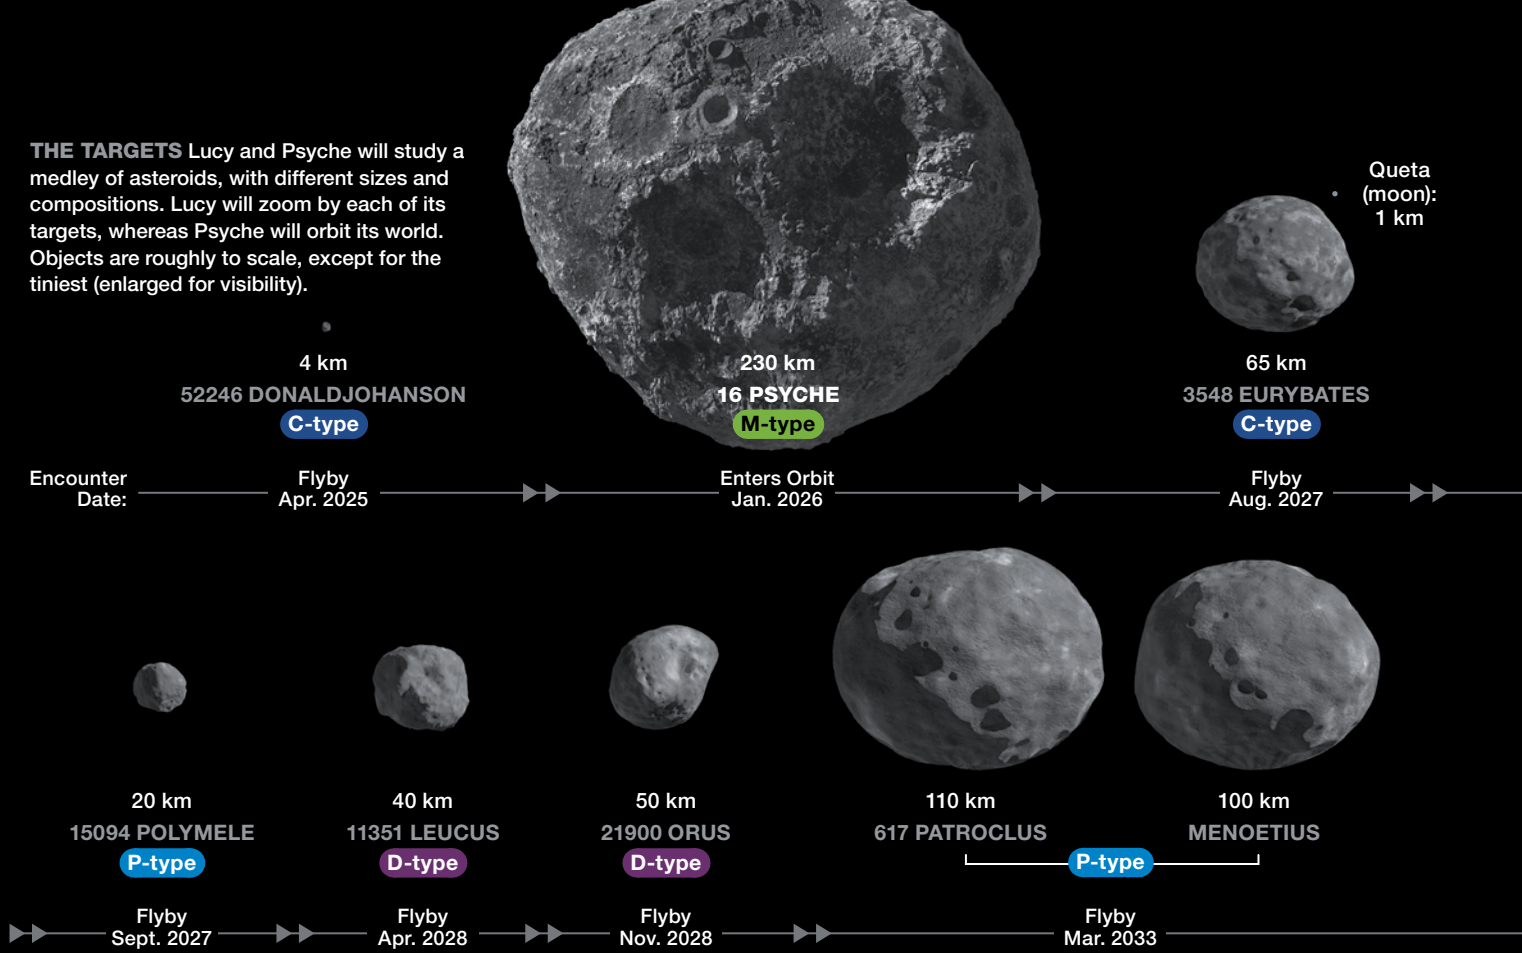 THE TARGETS Lucy and Psyche will study a
medley of asteroids, with different sizes and
compositions. Lucy will zoom by each of its
targets, whereas Psyche will orbit its world.
Objects are roughly to scale, except for the
tiniest (enlarged for visibility).
4 km
52246 DONALDJOHANSON
C-type
230 km
16 PSYCHE
M-type
Queta
(moon):
1 km
65 km
3548 EURYBATES
C-type
Encounter
Date:
Flyby
Apr. 2025
Enters Orbit
Jan. 2026
Flyby
Aug. 2027
20 km
15094 POLYMELE
P-type
40 km
11351 LEUCUS
D-type
50 km
21900 ORUS
D-type
110 km
617 PATROCLUS
100 km
MENOETIUS
P-type
Flyby
Sept. 2027
Flyby
Apr. 2028
Flyby
Nov. 2028
Flyby
Mar. 2033